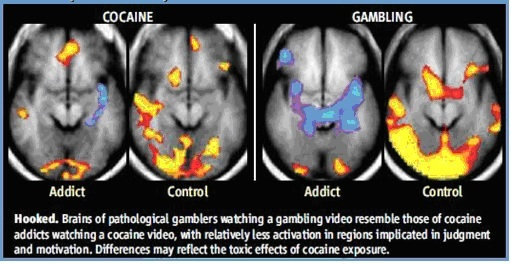 COCAINE GAMBLING
Addict Control Addict Control
Hooked. Brains of pathological gamblers watching a gambling video resemble those of cocaine
addicts watching a cocaine video, with relatively less activation in regions implicated in judgment
and motivation. Differences may reflect the toxic effects of cocaine exposure.